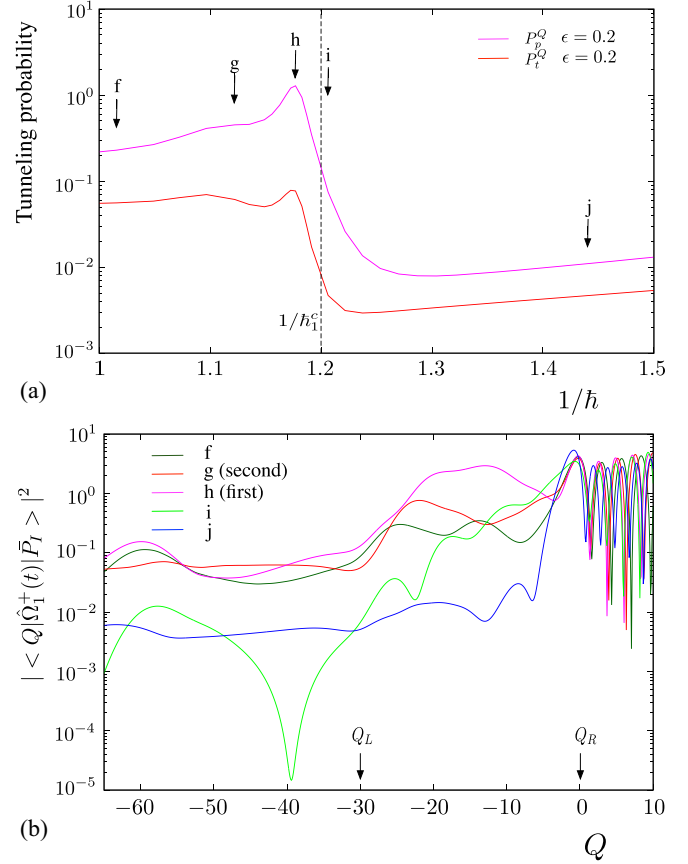 Tunneling probability
10^1
10^0
10^{-1}
10^{-2}
10^{-3}
f
g
h
i
j
P_p^Q ϵ = 0.2
P_t^Q ϵ = 0.2
1/ℏ_1^c
1 1.1 1.2 1.3 1.4 1.5
(a)
1/ℏ
| < Q|Ω̂_1^+(t)|P̄_I > |^2
10^1
10^0
10^{-1}
10^{-2}
10^{-3}
10^{-4}
10^{-5}
f
g (second)
h (first)
i
j
Q_L
Q_R
−60 −50 −40 −30 −20 −10 0 10
(b)
Q